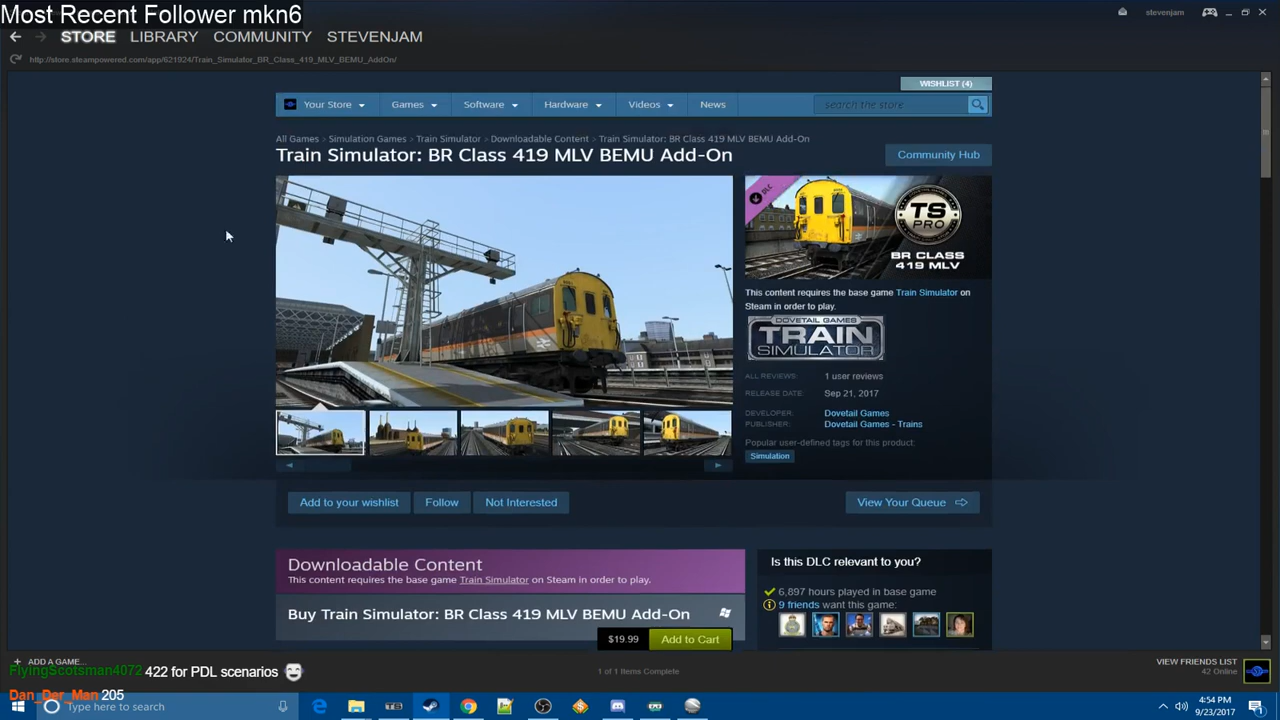 Most Recent Follower mkn6
stevenjam
STORE LIBRARY COMMUNITY STEVENJAM
http://store.steampowered.com/app/621924/Train_Simulator_BR_Class_419_MLV_BEMU_AddOn/
WISHLIST (4)
Your Store Games Software Hardware Videos News search the store
All Games > Simulation Games > Train Simulator > Downloadable Content > Train Simulator: BR Class 419 MLV BEMU Add-On
Train Simulator: BR Class 419 MLV BEMU Add-On
Community Hub
DLC
TS
PRO
BR CLASS
419 MLV
This content requires the base game Train Simulator on
Steam in order to play.
DOVETAIL GAMES
TRAIN
SIMULATOR
ALL REVIEWS: 1 user reviews
RELEASE DATE: Sep 21, 2017
DEVELOPER: Dovetail Games
PUBLISHER: Dovetail Games - Trains
Popular user-defined tags for this product:
Simulation
Add to your wishlist Follow Not Interested View Your Queue
Downloadable Content
This content requires the base game Train Simulator on Steam in order to play.
Is this DLC relevant to you?
6,897 hours played in base game
9 friends want this game:
Buy Train Simulator: BR Class 419 MLV BEMU Add-On
$19.99 Add to Cart
+ ADD A GAME...
1 of 1 Items Complete
VIEW FRIENDS LIST
42 Online
FlyingScotsman4072 422 for PDL scenarios
Dan_Der_Man 205
Type here to search
4:54 PM
9/23/2017